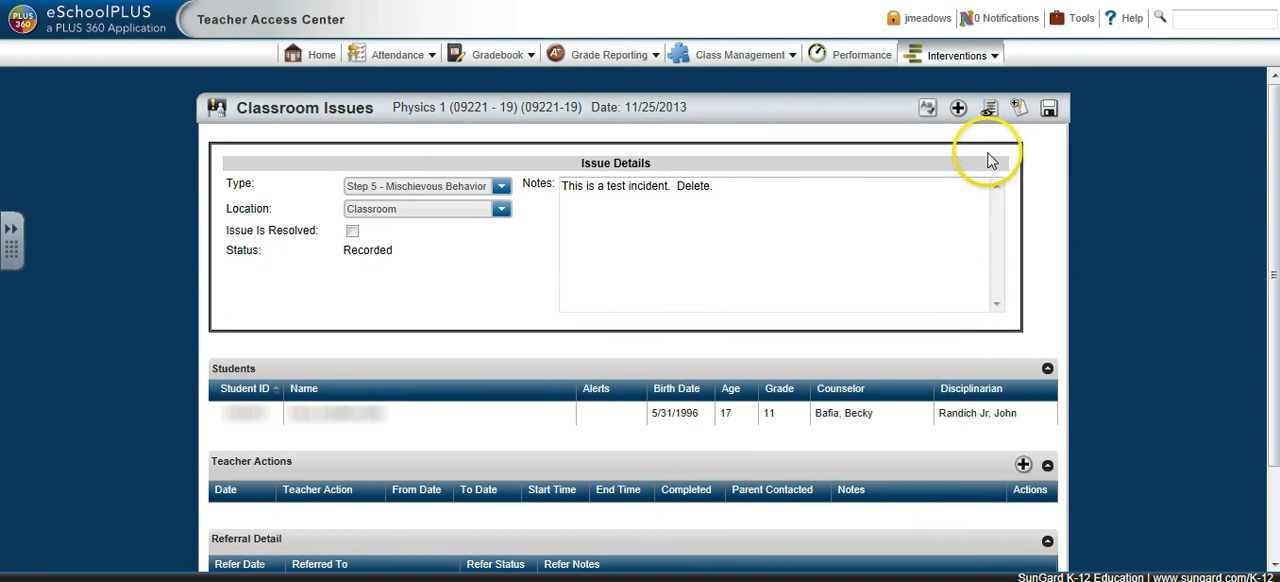 eSchoolPLUS
a PLUS 360 Application
PLUS 360
Teacher Access Center
jmeadows
0 Notifications
Tools
Help
Home
Attendance
Gradebook
Grade Reporting
Class Management
Performance
Interventions
Classroom Issues Physics 1 (09221 - 19) (09221-19) Date: 11/25/2013
Issue Details
Type: Step 5 - Mischievous Behavior
Notes: This is a test incident. Delete.
Location: Classroom
Issue Is Resolved:
Status: Recorded
Students
Student ID Name Alerts Birth Date Age Grade Counselor Disciplinarian
5/31/1996 17 11 Bafia, Becky Randich Jr, John
Teacher Actions
Date Teacher Action From Date To Date Start Time End Time Completed Parent Contacted Notes Actions
Referral Detail
Refer Date Referred To Refer Status Refer Notes
SunGard K-12 Education | www.sungard.com/K-12